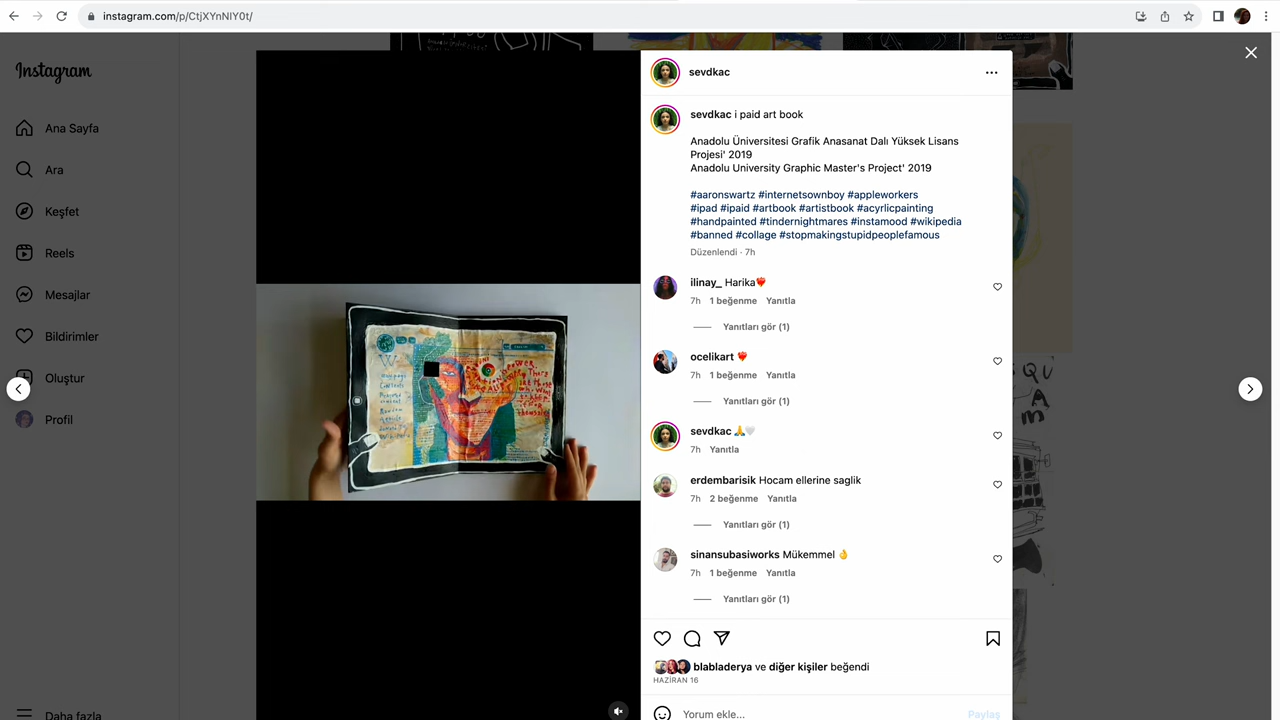 instagram.com/p/CtjXYnNIY0t/
Instagram
Ana Sayfa
Ara
Keşfet
Reels
Mesajlar
Bildirimler
Oluştur
Profil
Daha fazla
sevdkac
sevdkac i paid art book
Anadolu Üniversitesi Grafik Anasanat Dalı Yüksek Lisans
Projesi' 2019
Anadolu University Graphic Master's Project' 2019
#aaronswartz #internetsownboy #appleworkers
#ipad #ipaid #artbook #artistbook #acyrlicpainting
#handpainted #tindernightmares #instamood #wikipedia
#banned #collage #stopmakingstupidpeoplefamous
Düzenlendi · 7h
ilinay_ Harika❤️‍🔥
7h 1 beğenme Yanıtla
Yanıtları gör (1)
ocelikart ❤️‍🔥
7h 1 beğenme Yanıtla
Yanıtları gör (1)
sevdkac 🙏🤍
7h Yanıtla
erdembarisik Hocam ellerine saglik
7h 2 beğenme Yanıtla
Yanıtları gör (1)
sinansubasiworks Mükemmel 👌
7h 1 beğenme Yanıtla
Yanıtları gör (1)
blabladerya ve diğer kişiler beğendi
HAZİRAN 16
Yorum ekle...
Paylaş